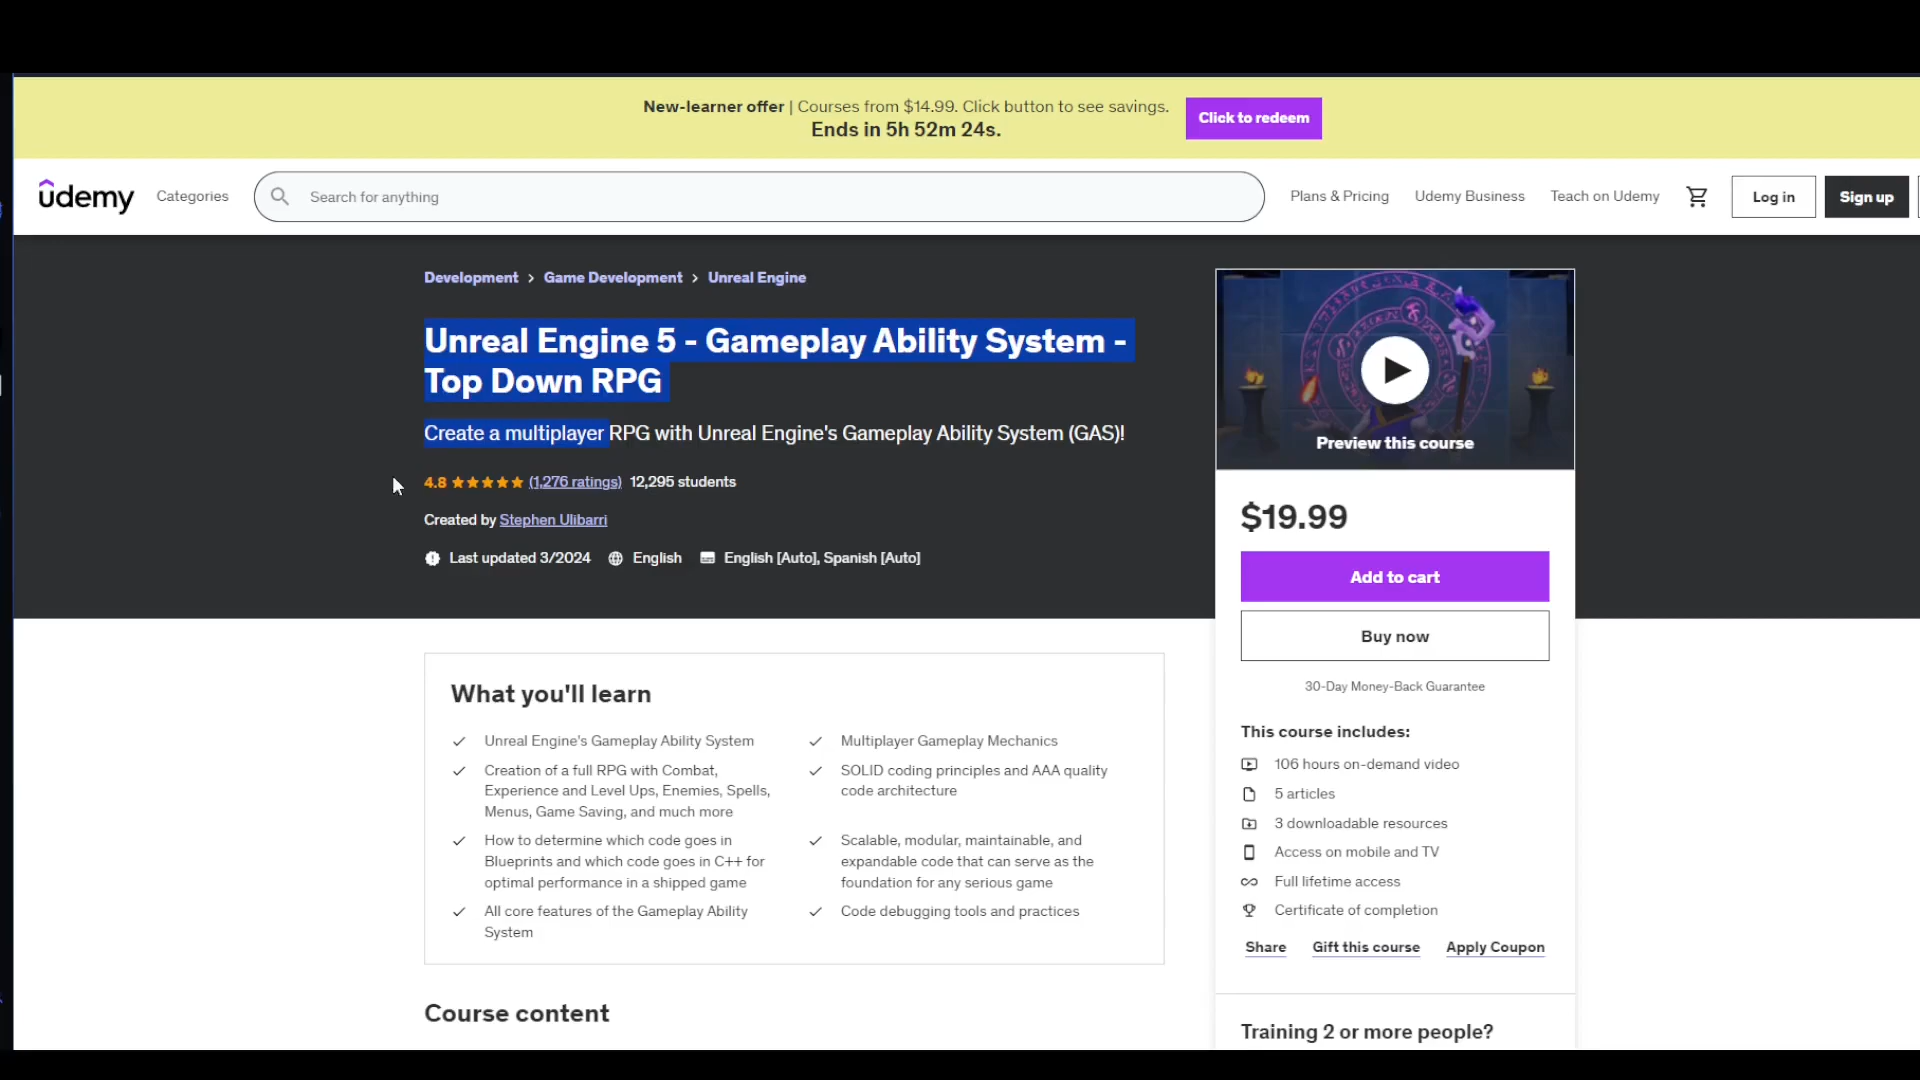 New-learner offer | Courses from $14.99. Click button to see savings.
Ends in 5h 52m 24s.
Click to redeem
udemy
Categories
Search for anything
Plans & Pricing
Udemy Business
Teach on Udemy
Log in
Sign up
Development > Game Development > Unreal Engine
Unreal Engine 5 - Gameplay Ability System -
Top Down RPG
Create a multiplayer RPG with Unreal Engine's Gameplay Ability System (GAS)!
4.8 (1,276 ratings) 12,295 students
Created by Stephen Ulibarri
Last updated 3/2024 English English [Auto], Spanish [Auto]
Preview this course
$19.99
Add to cart
Buy now
30-Day Money-Back Guarantee
This course includes:
106 hours on-demand video
5 articles
3 downloadable resources
Access on mobile and TV
Full lifetime access
Certificate of completion
Share
Gift this course
Apply Coupon
Training 2 or more people?
What you'll learn
Unreal Engine's Gameplay Ability System
Creation of a full RPG with Combat,
Experience and Level Ups, Enemies, Spells,
Menus, Game Saving, and much more
How to determine which code goes in
Blueprints and which code goes in C++ for
optimal performance in a shipped game
All core features of the Gameplay Ability
System
Multiplayer Gameplay Mechanics
SOLID coding principles and AAA quality
code architecture
Scalable, modular, maintainable, and
expandable code that can serve as the
foundation for any serious game
Code debugging tools and practices
Course content